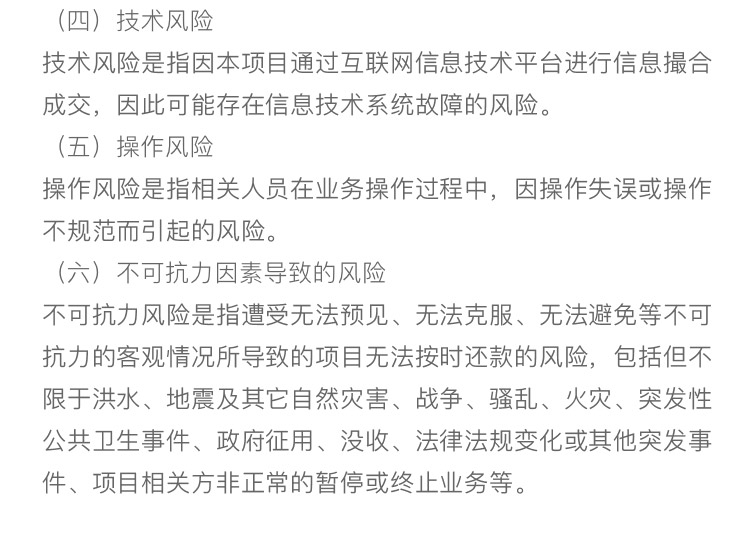 （四）技术风险
技术风险是指因本项目通过互联网信息技术平台进行信息撮合
成交，因此可能存在信息技术系统故障的风险。
（五）操作风险
操作风险是指相关人员在业务操作过程中，因操作失误或操作
不规范而引起的风险。
（六）不可抗力因素导致的风险
不可抗力风险是指遭受无法预见、无法克服、无法避免等不可
抗力的客观情况所导致的项目无法按时还款的风险，包括但不
限于洪水、地震及其它自然灾害、战争、骚乱、火灾、突发性
公共卫生事件、政府征用、没收、法律法规变化或其他突发事
件、项目相关方非正常的暂停或终止业务等。